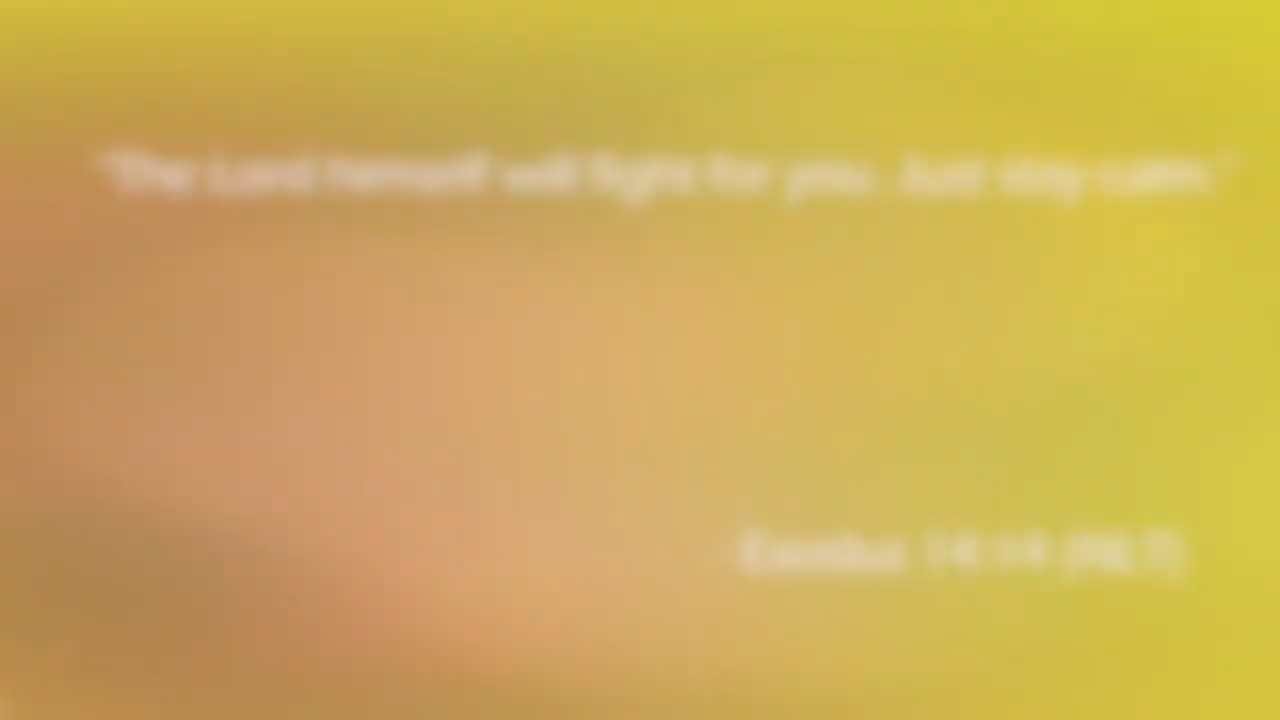 "The Lord himself will fight for you. Just stay calm."
Exodus 14:14 (NLT)